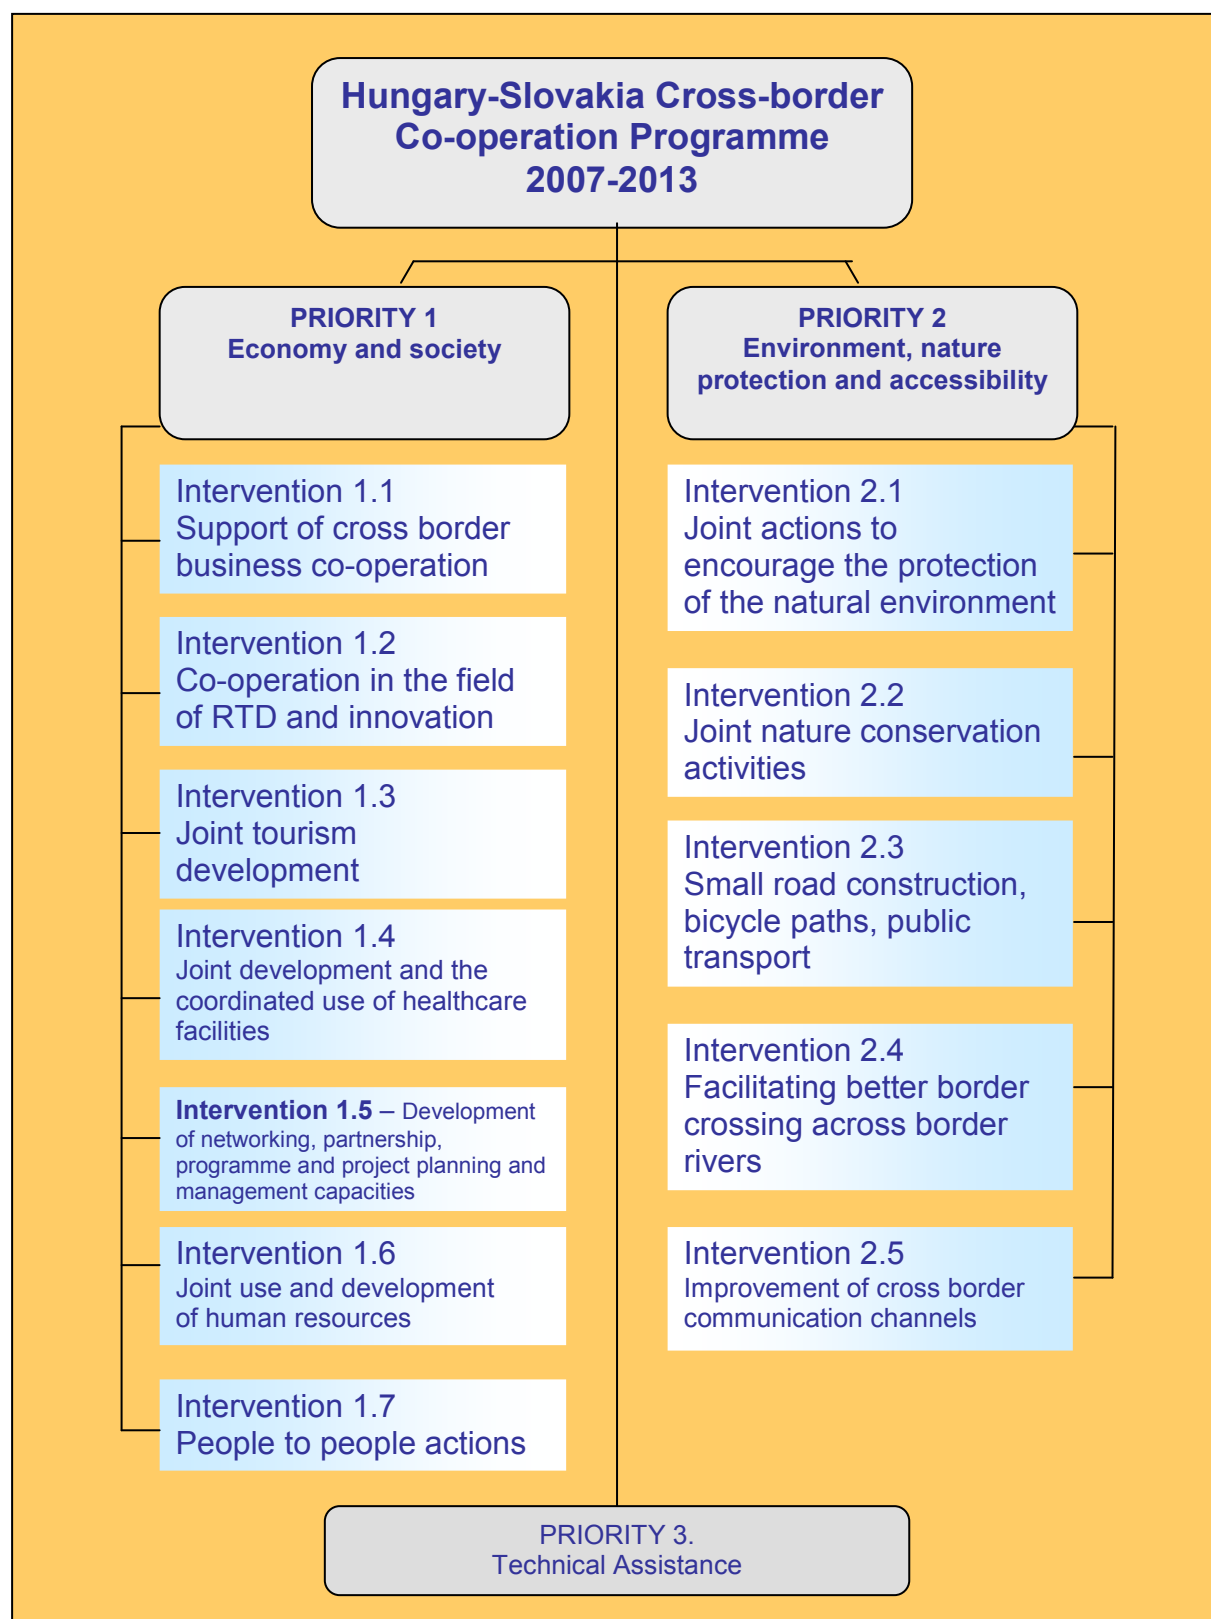 Hungary-Slovakia Cross-border
Co-operation Programme
2007-2013
PRIORITY 1
Economy and society
Intervention 1.1
Support of cross border
business co-operation
Intervention 1.2
Co-operation in the field
of RTD and innovation
Intervention 1.3
Joint tourism
development
Intervention 1.4
Joint development and the
coordinated use of healthcare
facilities
Intervention 1.5 – Development
of networking, partnership,
programme and project planning and
management capacities
Intervention 1.6
Joint use and development
of human resources
Intervention 1.7
People to people actions
PRIORITY 2
Environment, nature
protection and accessibility
Intervention 2.1
Joint actions to
encourage the protection
of the natural environment
Intervention 2.2
Joint nature conservation
activities
Intervention 2.3
Small road construction,
bicycle paths, public
transport
Intervention 2.4
Facilitating better border
crossing across border
rivers
Intervention 2.5
Improvement of cross border
communication channels
PRIORITY 3.
Technical Assistance